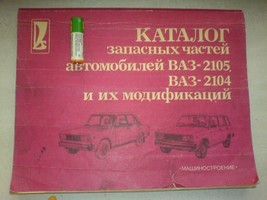 КАТАЛОГ
запасных частей
автомобилей ВАЗ-2105
ВАЗ-2104
и их модификаций
«МАШИНОСТРОЕНИЕ»